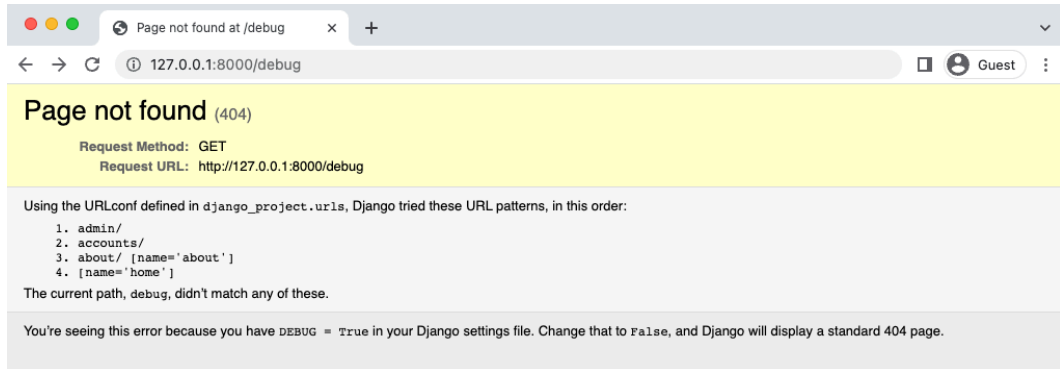 Page not found at /debug
127.0.0.1:8000/debug
Guest
Page not found (404)
Request Method: GET
Request URL: http://127.0.0.1:8000/debug
Using the URLconf defined in django_project.urls, Django tried these URL patterns, in this order:
1. admin/
2. accounts/
3. about/ [name='about']
4. [name='home']
The current path, debug, didn’t match any of these.
You’re seeing this error because you have DEBUG = True in your Django settings file. Change that to False, and Django will display a standard 404 page.